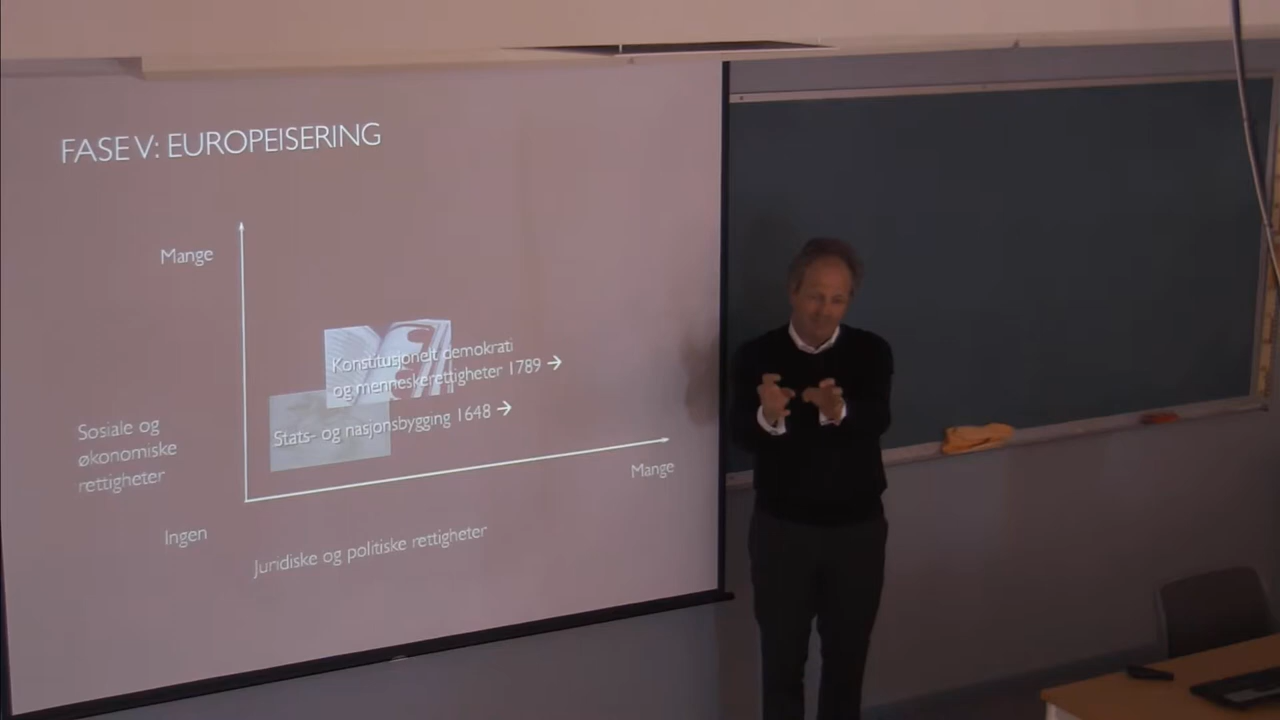 FASE V: EUROPEISERING
Mange
Konstitusjonelt demokrati
og menneskerettigheter 1789 →
Stats- og nasjonsbygging 1648 →
Sosiale og
økonomiske
rettigheter
Mange
Ingen
Juridiske og politiske rettigheter